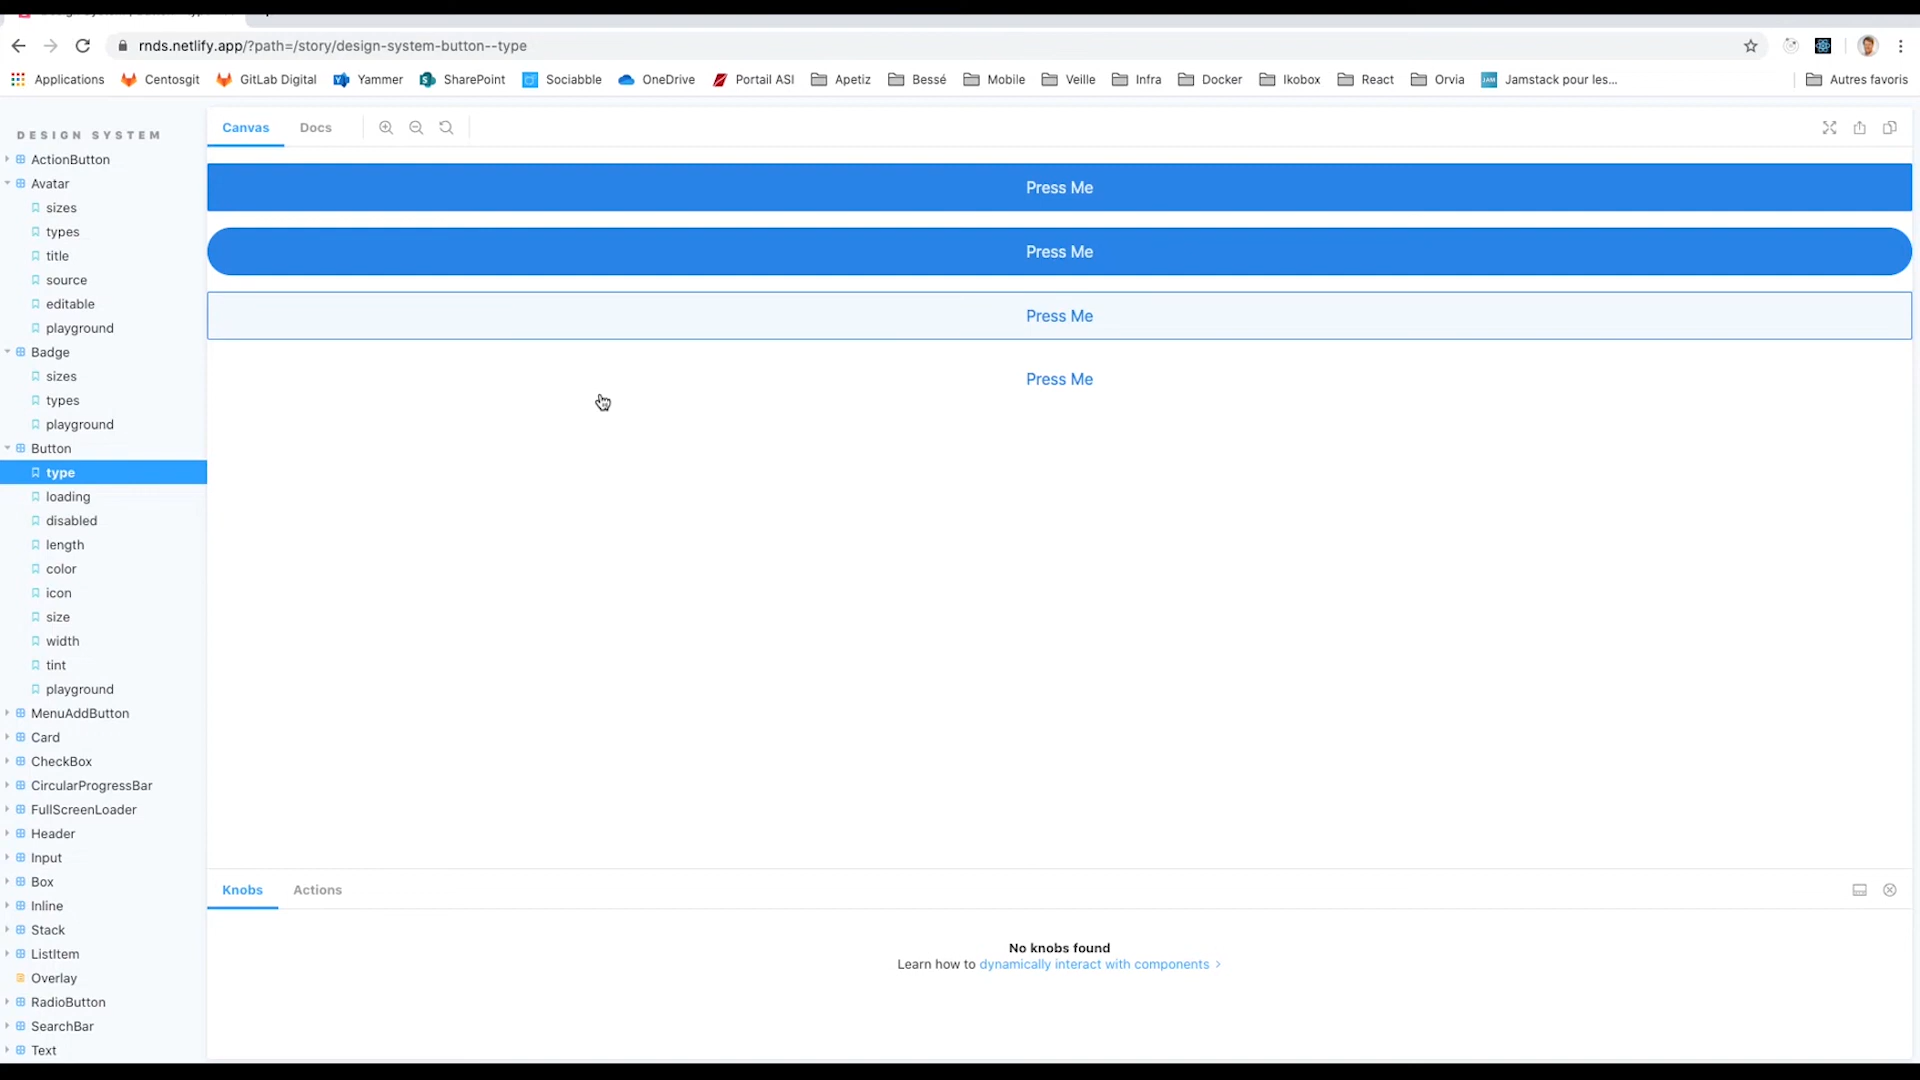 rnds.netlify.app/?path=/story/design-system-button--type
Applications Centosgit GitLab Digital Yammer SharePoint Sociabble OneDrive Portail ASI Apetiz Bessé Mobile Veille Infra Docker Ikobox React Orvia Jamstack pour les... Autres favoris
DESIGN SYSTEM
ActionButton
Avatar
sizes
types
title
source
editable
playground
Badge
sizes
types
playground
Button
type
loading
disabled
length
color
icon
size
width
tint
playground
MenuAddButton
Card
CheckBox
CircularProgressBar
FullScreenLoader
Header
Input
Box
Inline
Stack
ListItem
Overlay
RadioButton
SearchBar
Text
Canvas Docs
Press Me
Press Me
Press Me
Press Me
Knobs Actions
No knobs found
Learn how to dynamically interact with components